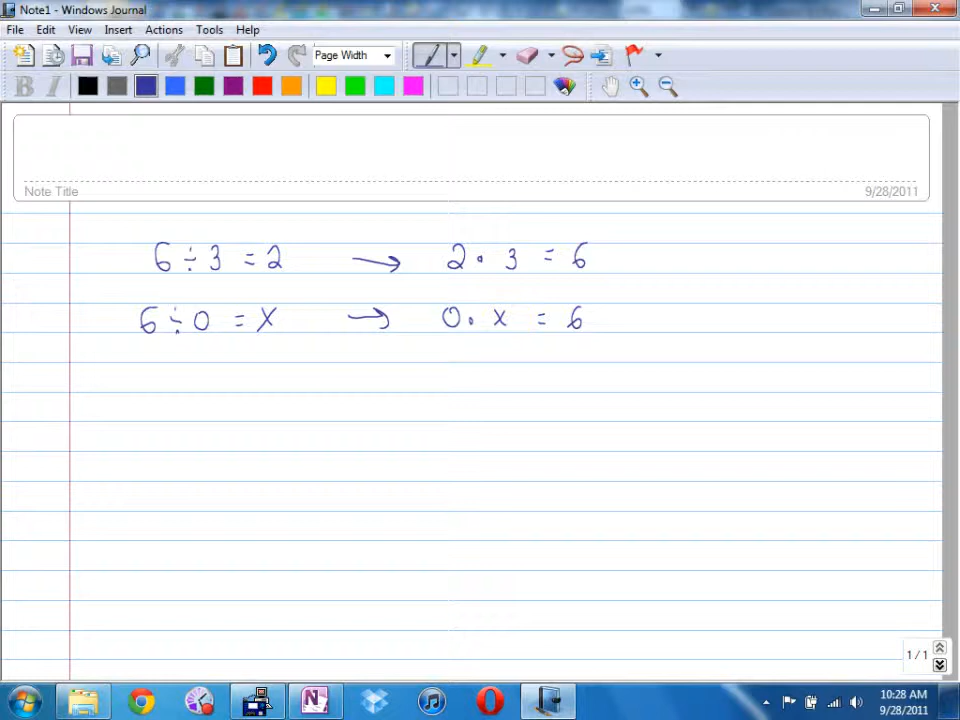 Note1 - Windows Journal
File Edit View Insert Actions Tools Help
Page Width
B I
Note Title 9/28/2011
6 ÷ 3 = 2 → 2 · 3 = 6
6 ÷ 0 = X → 0 · x = 6
1 / 1
N
10:28 AM
9/28/2011